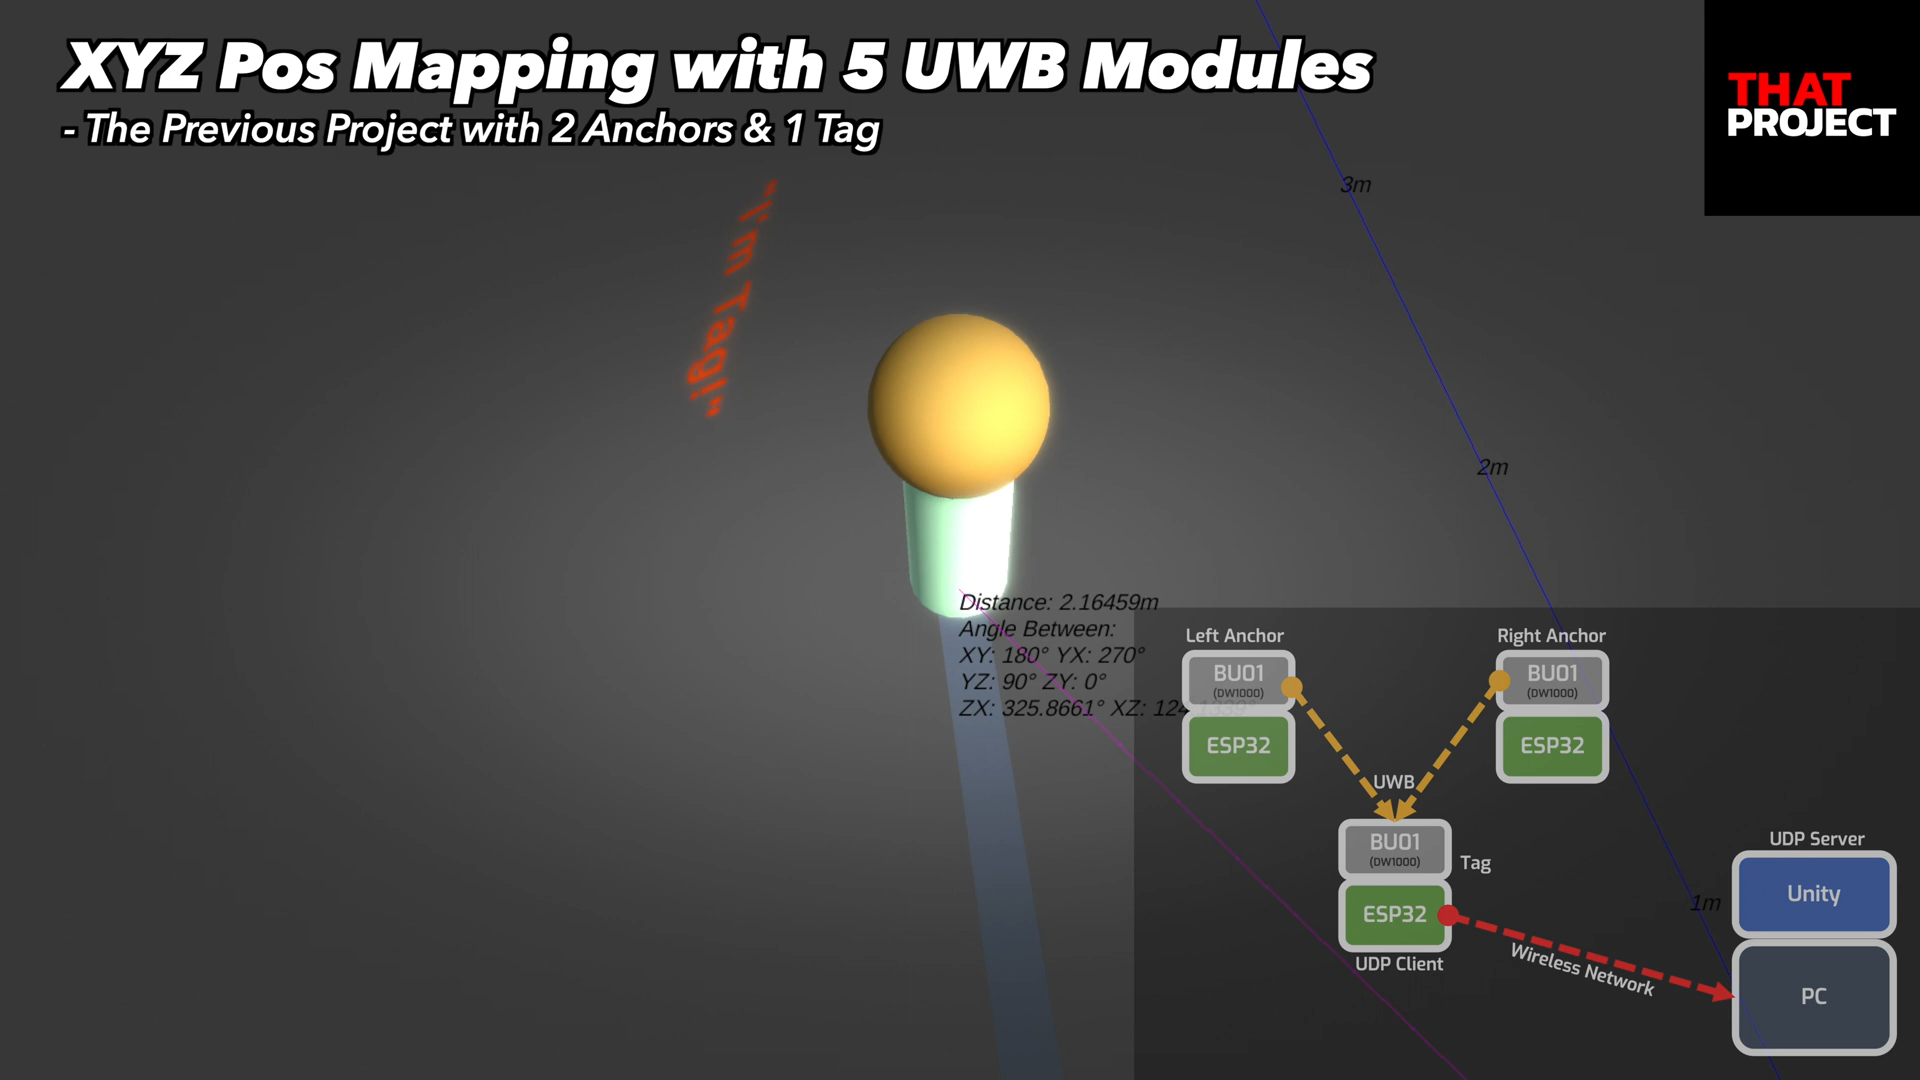 XYZ Pos Mapping with 5 UWB Modules
- The Previous Project with 2 Anchors & 1 Tag
THAT
PROJECT
3m
"I'm Tag!"
2m
Distance: 2.16459m
Angle Between:
XY: 180° YX: 270°
YZ: 90° ZY: 0°
ZX: 325.8661° XZ: 124.1339°
Left Anchor
BU01
(DW1000)
ESP32
Right Anchor
BU01
(DW1000)
ESP32
UWB
BU01
(DW1000)
Tag
ESP32
UDP Client
Wireless Network
1m
UDP Server
Unity
PC